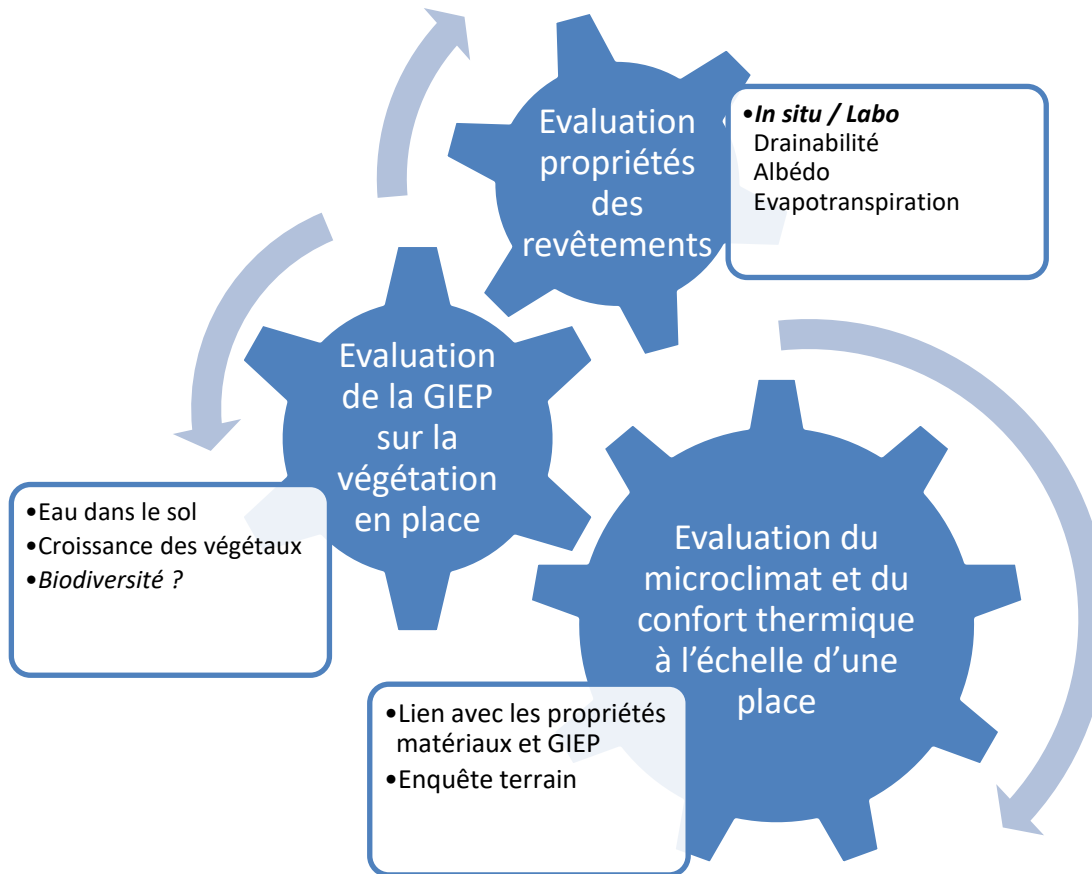 Evaluation
propriétés
des
revêtements
•In situ / Labo
Drainabilité
Albédo
Evapotranspiration
Evaluation
de la GIEP
sur la
végétation
en place
•Eau dans le sol
•Croissance des végétaux
•Biodiversité ?
Evaluation du
microclimat et du
confort thermique
à l’échelle d’une
place
•Lien avec les propriétés
matériaux et GIEP
•Enquête terrain